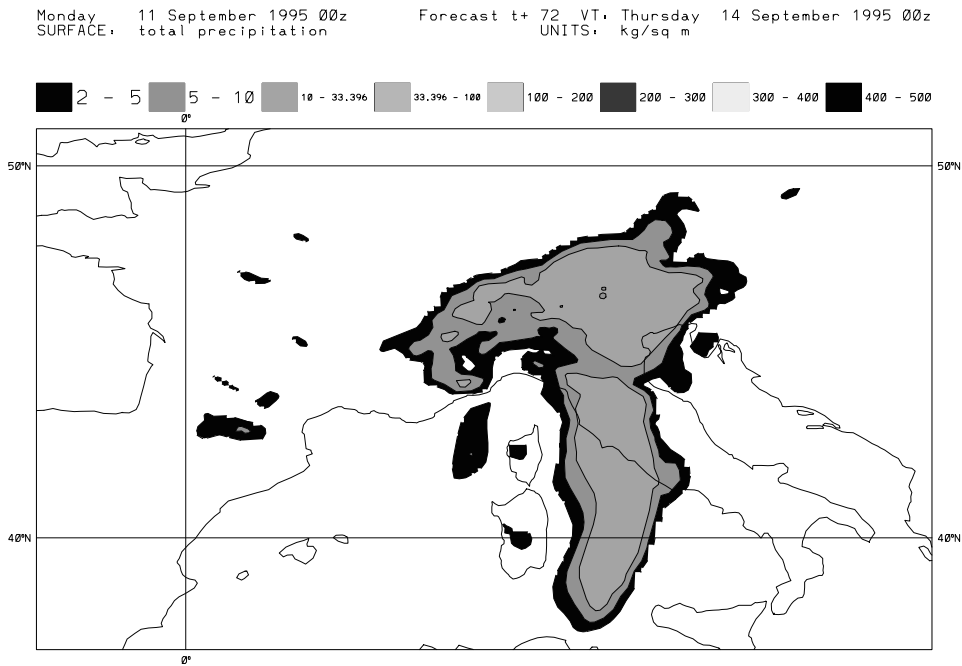 Monday 11 September 1995 00z Forecast t+ 72 VT: Thursday 14 September 1995 00z
SURFACE: total precipitation UNITS: kg/sq m
2 - 5 5 - 10 10 - 33.396 33.396 - 100 100 - 200 200 - 300 300 - 400 400 - 500
0°
50°N 50°N
40°N 40°N
0°